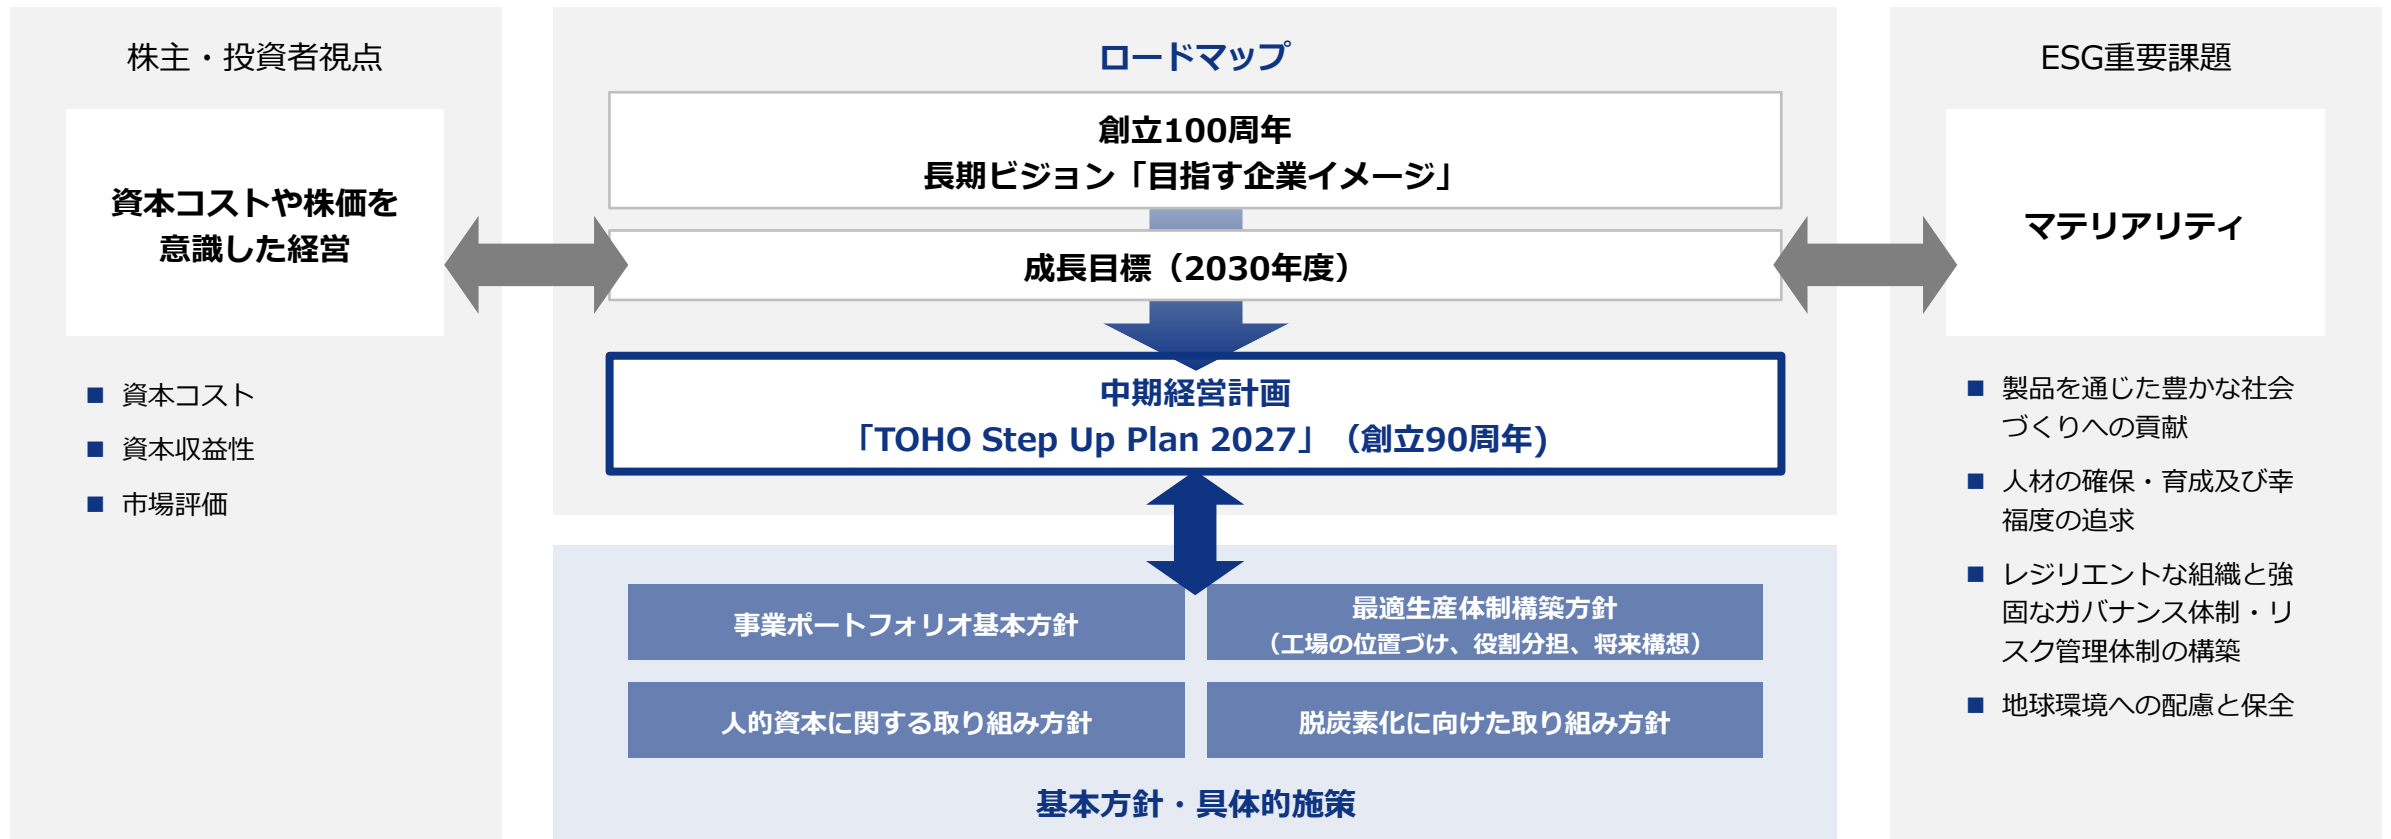 株主・投資者視点
資本コストや株価を
意識した経営
■ 資本コスト
■ 資本収益性
■ 市場評価
ロードマップ
創立100周年
長期ビジョン「目指す企業イメージ」
成長目標（2030年度）
中期経営計画
「TOHO Step Up Plan 2027」（創立90周年)
事業ポートフォリオ基本方針
最適生産体制構築方針
（工場の位置づけ、役割分担、将来構想）
人的資本に関する取り組み方針
脱炭素化に向けた取り組み方針
基本方針・具体的施策
ESG重要課題
マテリアリティ
■ 製品を通じた豊かな社会
づくりへの貢献
■ 人材の確保・育成及び幸
福度の追求
■ レジリエントな組織と強
固なガバナンス体制・リ
スク管理体制の構築
■ 地球環境への配慮と保全